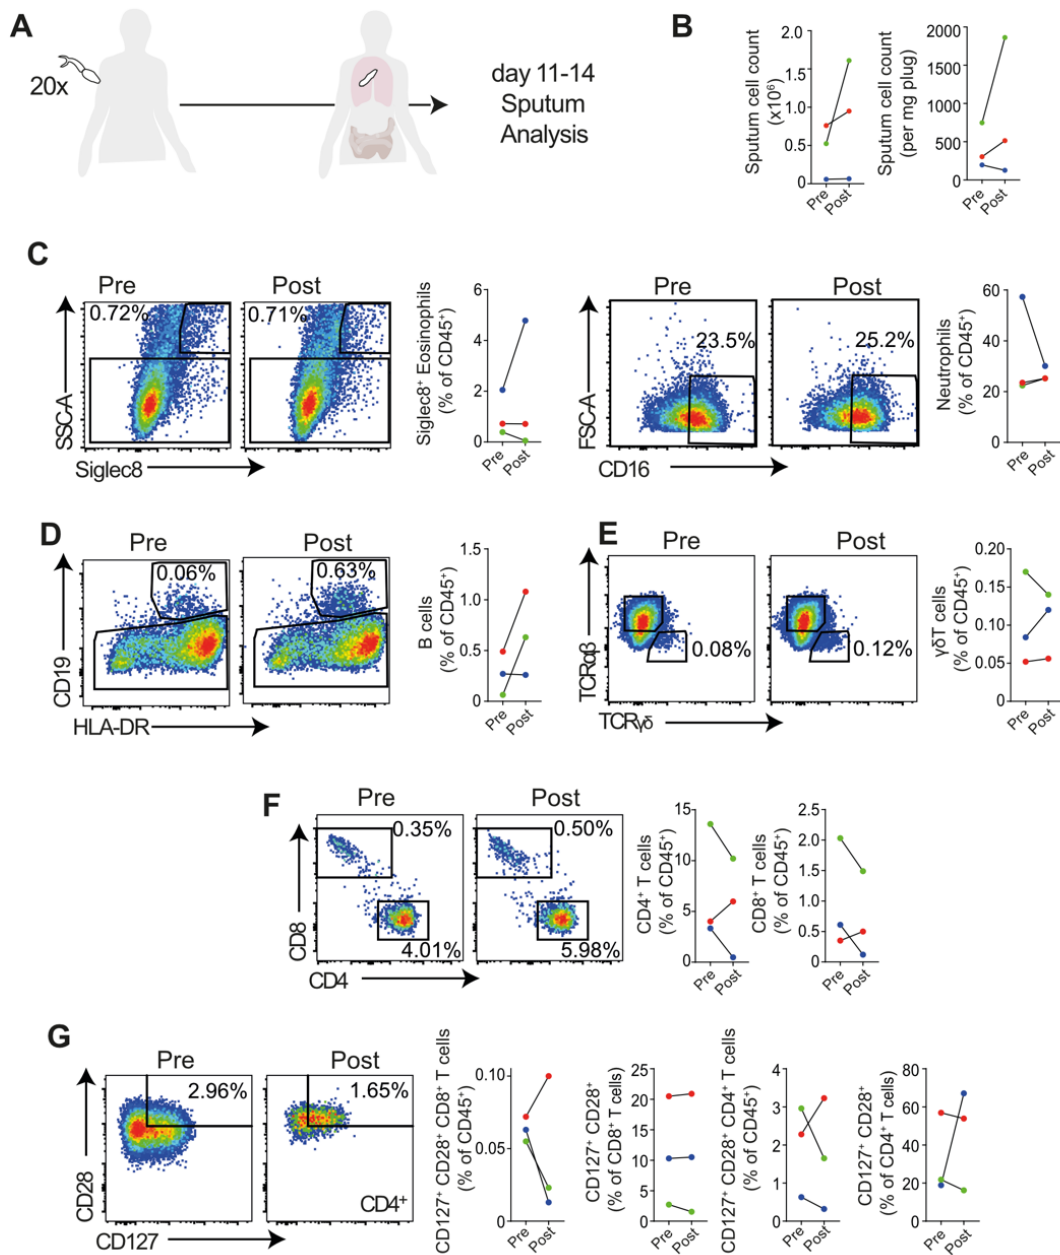 A
20x
day 11-14
Sputum
Analysis
B
Sputum cell count
(x10⁶)
2.0
1.5
1.0
0.5
0
Pre
Post
Sputum cell count
(per mg plug)
2000
1500
1000
500
0
Pre
Post
C
Pre
Post
0.72%
0.71%
SSCA
Siglec8
Siglec8⁺ Eosinophils
(% of CD45⁺)
6
4
2
0
Pre
Post
Pre
Post
23.5%
25.2%
FSCA
CD16
Neutrophils
(% of CD45⁺)
60
40
20
0
Pre
Post
D
Pre
Post
0.06%
0.63%
CD19
HLA-DR
B cells
(% of CD45⁺)
1.5
1.0
0.5
0
Pre
Post
E
Pre
Post
0.08%
0.12%
TCRαβ
TCRγδ
γδT cells
(% of CD45⁺)
0.20
0.15
0.10
0.05
0
Pre
Post
F
Pre
Post
0.35%
0.50%
4.01%
5.98%
CD8
CD4
CD4⁺ T cells
(% of CD45⁺)
15
10
5
0
Pre
Post
CD8⁺ T cells
(% of CD45⁺)
2.5
2.0
1.5
1.0
0.5
0
Pre
Post
G
Pre
Post
2.96%
1.65%
CD4⁺
CD28
CD127
CD127⁺ CD28⁺ CD8⁺ T cells
(% of CD45⁺)
0.10
0.05
0
Pre
Post
CD127⁺ CD28⁺
(% of CD8⁺ T cells)
25
20
15
10
5
0
Pre
Post
CD127⁺ CD28⁺ CD4⁺ T cells
(% of CD45⁺)
4
3
2
1
0
Pre
Post
CD127⁺ CD28⁺
(% of CD4⁺ T cells)
80
60
40
20
0
Pre
Post